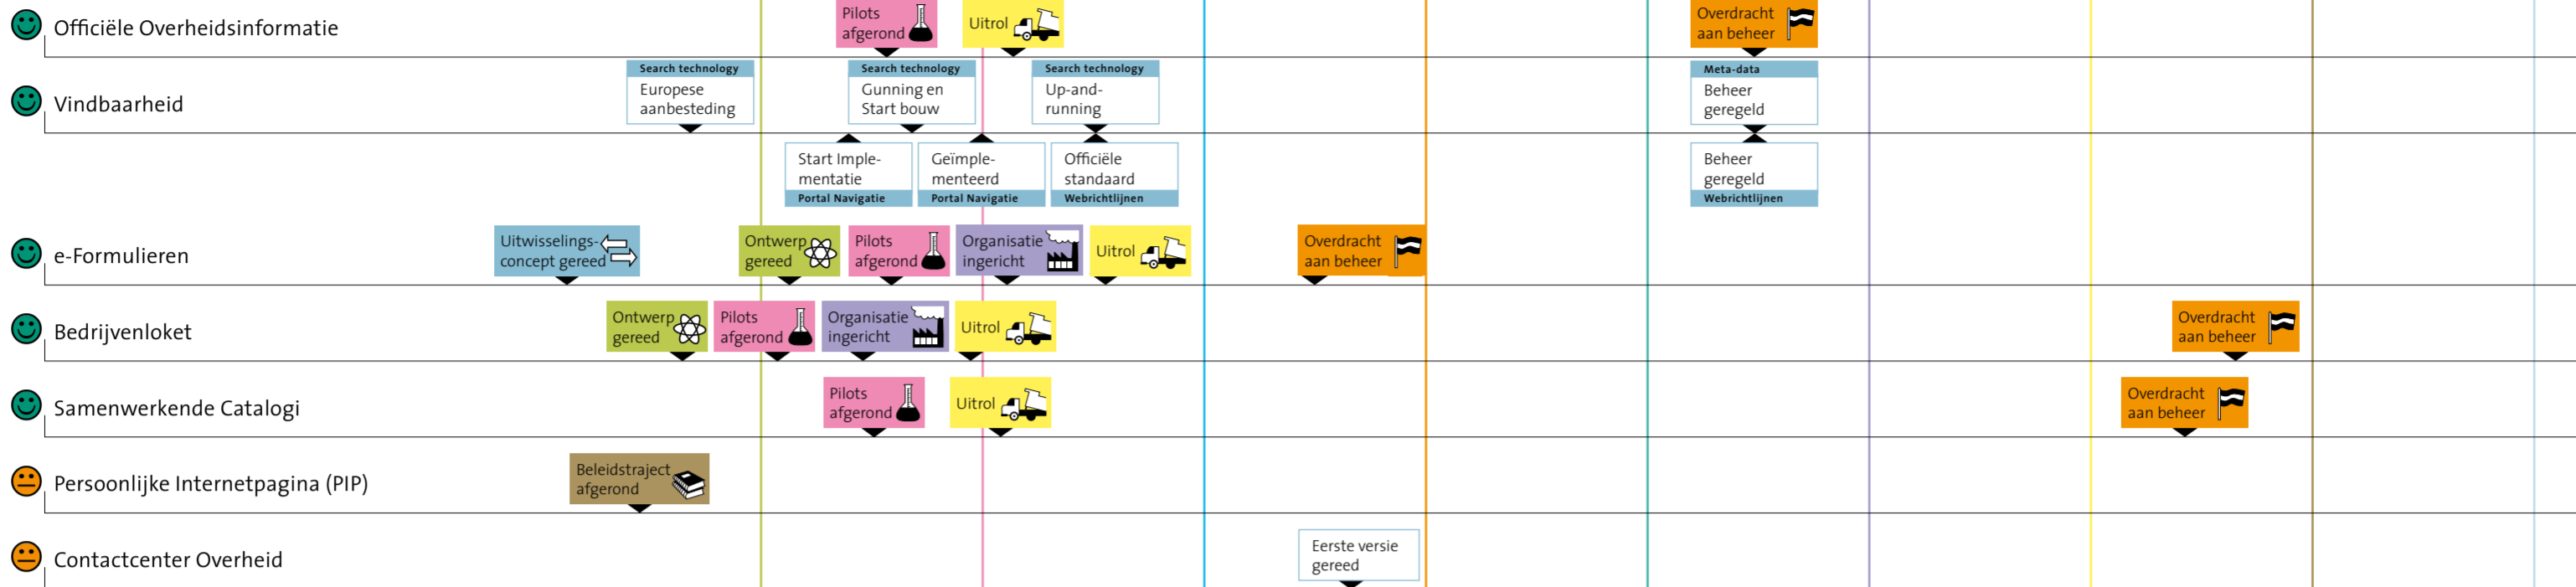 Officiële Overheidsinformatie
Pilots
afgerond
Uitrol
Overdracht
aan beheer
Vindbaarheid
Search technology
Europese
aanbesteding
Search technology
Gunning en
Start bouw
Search technology
Up-and-
running
Meta-data
Beheer
geregeld
Start Imple-
mentatie
Portal Navigatie
Geïmple-
menteerd
Portal Navigatie
Officiële
standaard
Webrichtlijnen
Beheer
geregeld
Webrichtlijnen
e-Formulieren
Uitwisselings-
concept gereed
Ontwerp
gereed
Pilots
afgerond
Organisatie
ingericht
Uitrol
Overdracht
aan beheer
Bedrijvenloket
Ontwerp
gereed
Pilots
afgerond
Organisatie
ingericht
Uitrol
Overdracht
aan beheer
Samenwerkende Catalogi
Pilots
afgerond
Uitrol
Overdracht
aan beheer
Persoonlijke Internetpagina (PIP)
Beleidstraject
afgerond
Contactcenter Overheid
Eerste versie
gereed